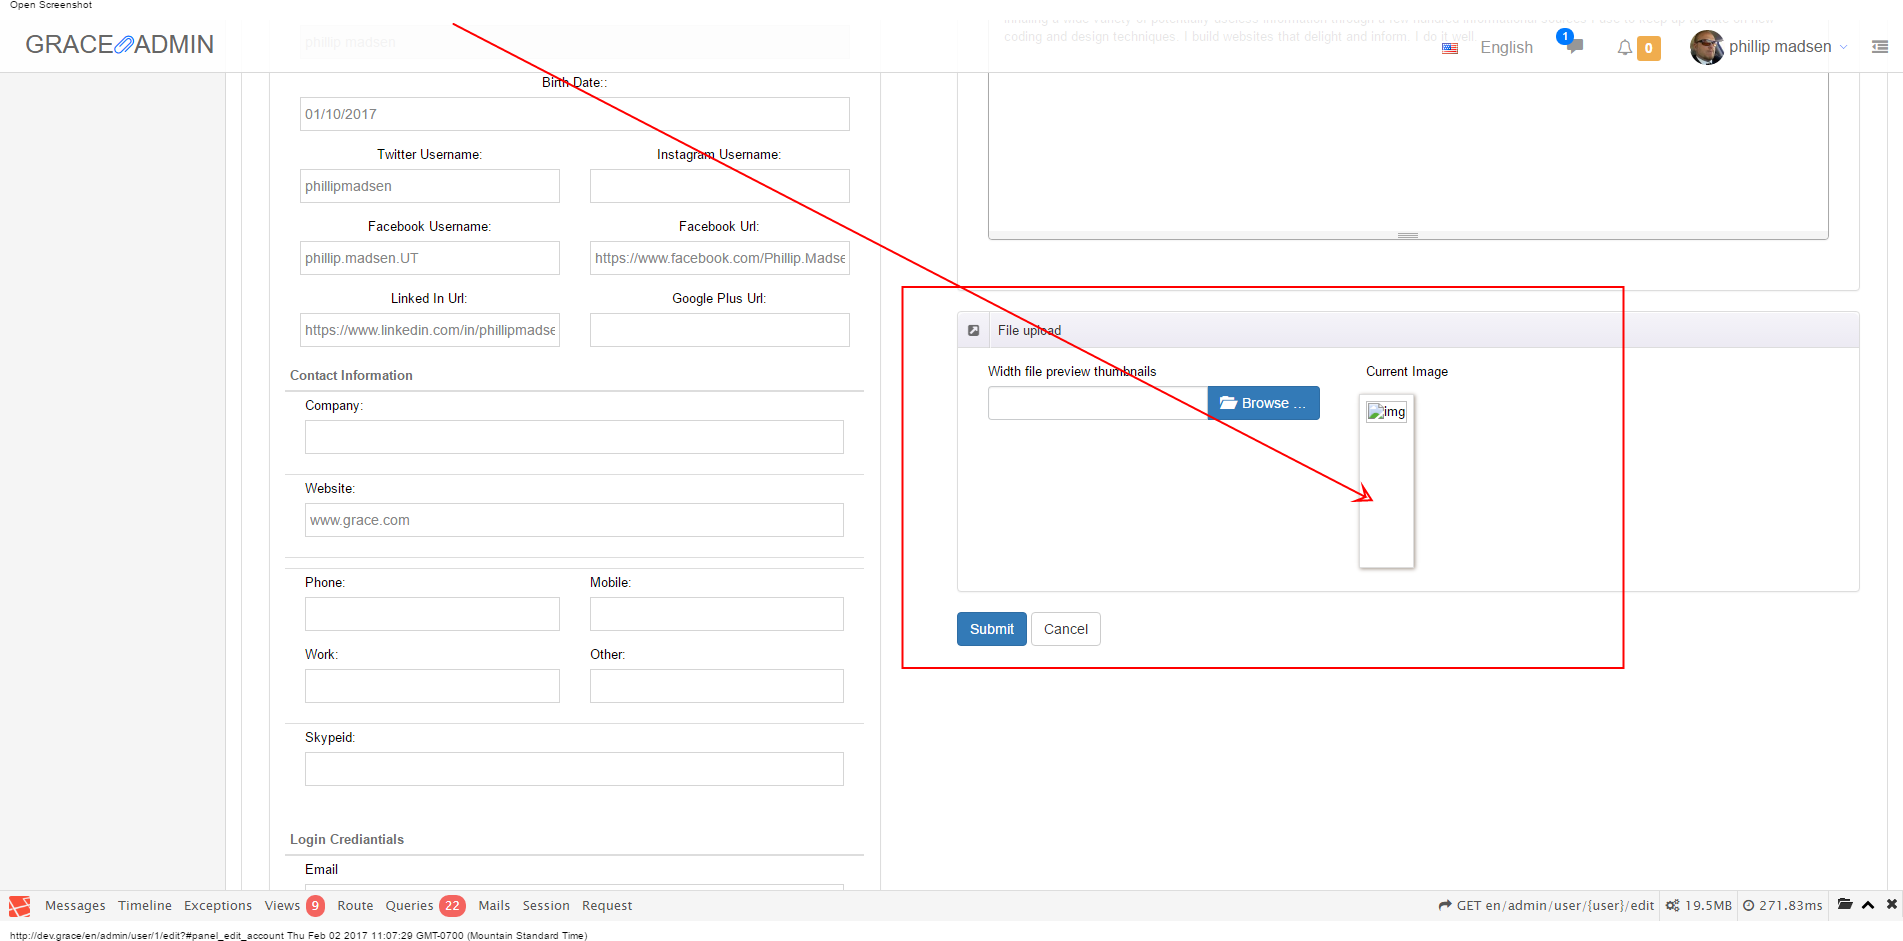 Open Screenshot
GRACE ADMIN
phillip madsen
coding and design techniques. I build websites that delight and inform. I do it well.
English
1
0
phillip madsen
Birth Date::
01/10/2017
Twitter Username:
Instagram Username:
phillipmadsen
Facebook Username:
Facebook Url:
phillip.madsen.UT
https://www.facebook.com/Phillip.Madse
Linked In Url:
Google Plus Url:
https://www.linkedin.com/in/phillipmadse
Contact Information
Company:
Website:
www.grace.com
Phone:
Mobile:
Work:
Other:
Skypeid:
Login Crediantials
Email
File upload
Width file preview thumbnails
Current Image
Browse ...
img
Submit
Cancel
Messages Timeline Exceptions Views 9 Route Queries 22 Mails Session Request
GET en/admin/user/{user}/edit 19.5MB 271.83ms
http://dev.grace/en/admin/user/1/edit?#panel_edit_account Thu Feb 02 2017 11:07:29 GMT-0700 (Mountain Standard Time)